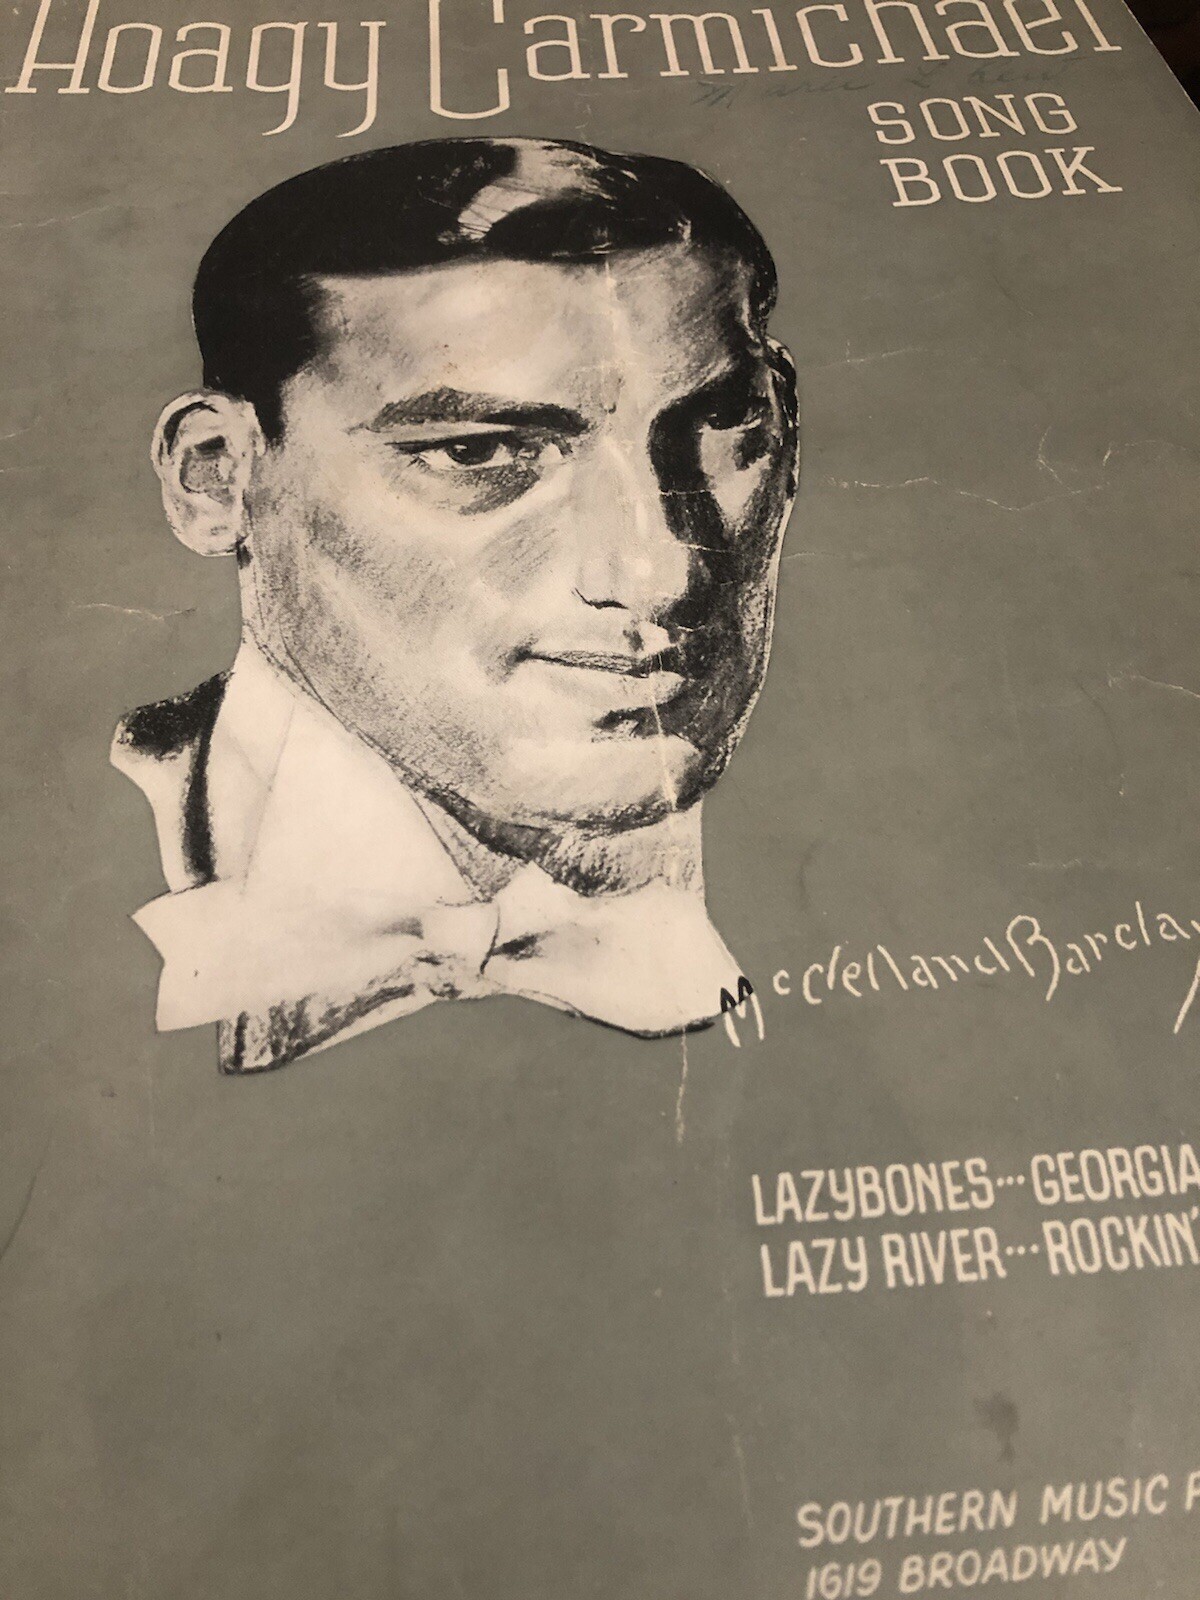 Hoagy Carmichael
SONG
BOOK
McClelland Barclay
LAZYBONES···GEORGIA
LAZY RIVER···ROCKIN'
SOUTHERN MUSIC
1619 BROADWAY